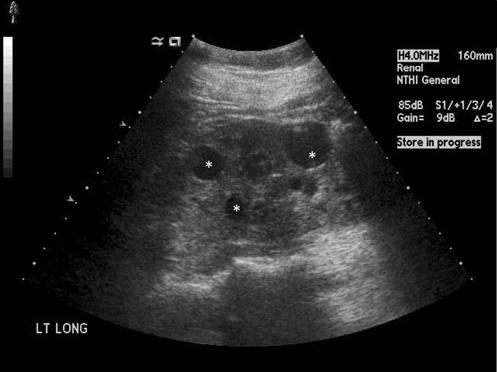 H4.0MHz 160mm
Renal
NTHI General
85dB S1/+1/3/4
Gain= 9dB Δ=2
Store in progress
* * *
LT LONG